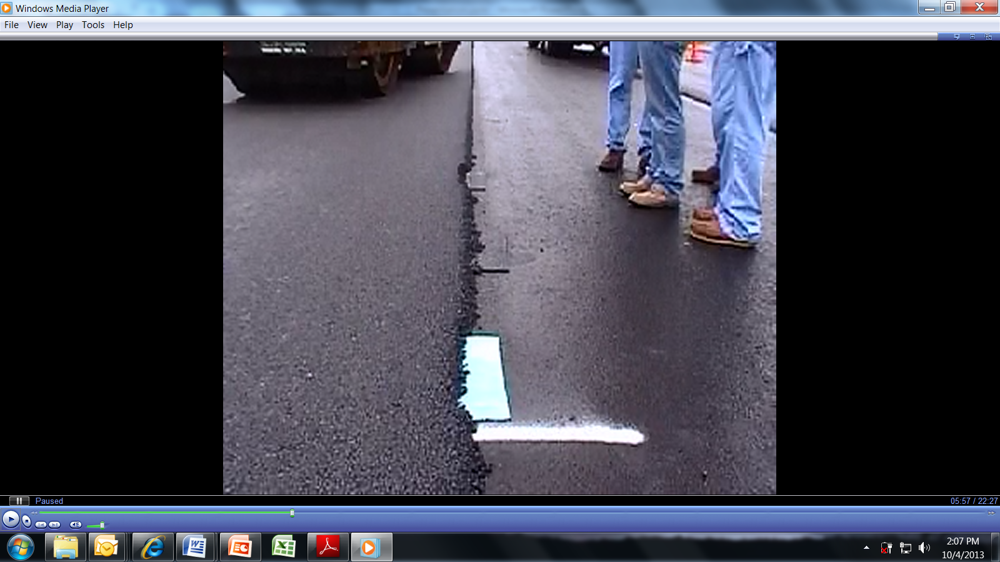 Windows Media Player
File View Play Tools Help
Paused
05:57 / 22:27
2:07 PM
10/4/2013